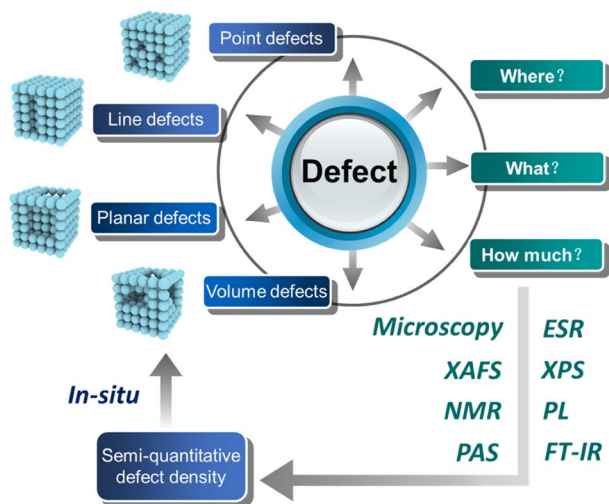 Point defects
Line defects
Planar defects
Volume defects
Defect
Where?
What?
How much?
Microscopy
ESR
XAFS
XPS
NMR
PL
PAS
FT-IR
In-situ
Semi-quantitative
defect density